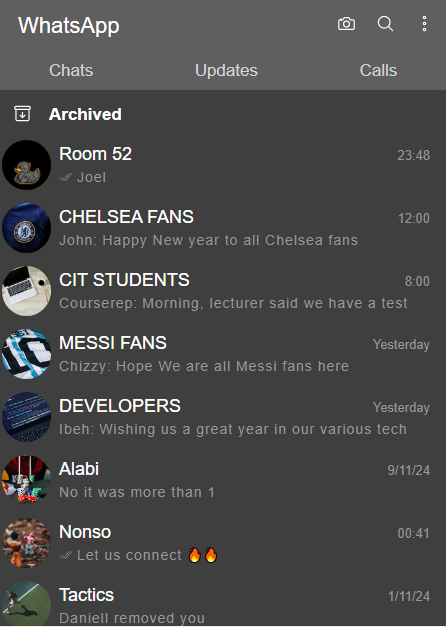 WhatsApp
Chats Updates Calls
Archived
Room 52 23:48
Joel
CHELSEA FANS 12:00
John: Happy New year to all Chelsea fans
CIT STUDENTS 8:00
Courserep: Morning, lecturer said we have a test
MESSI FANS Yesterday
Chizzy: Hope We are all Messi fans here
DEVELOPERS Yesterday
Ibeh: Wishing us a great year in our various tech
Alabi 9/11/24
No it was more than 1
Nonso 00:41
Let us connect 🔥🔥
Tactics 1/11/24
Daniell removed you